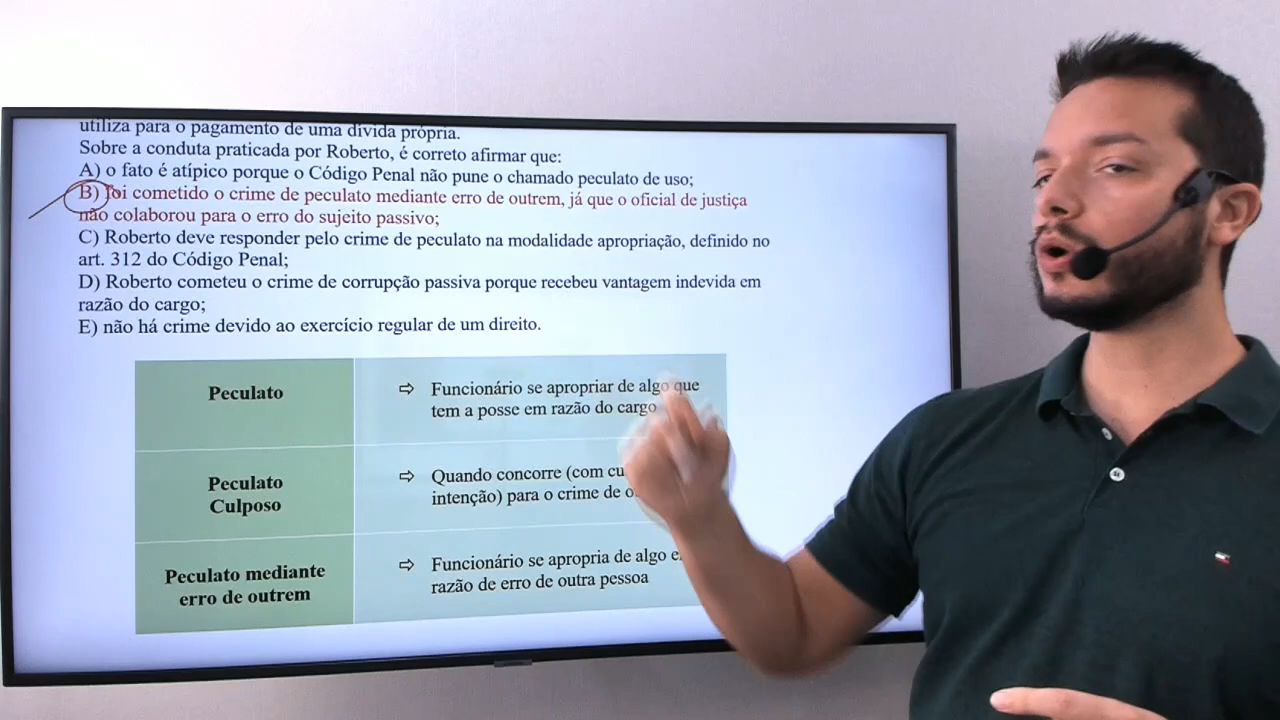 utiliza para o pagamento de uma dívida própria.
Sobre a conduta praticada por Roberto, é correto afirmar que:
A) o fato é atípico porque o Código Penal não pune o chamado peculato de uso;
B) foi cometido o crime de peculato mediante erro de outrem, já que o oficial de justiça
não colaborou para o erro do sujeito passivo;
C) Roberto deve responder pelo crime de peculato na modalidade apropriação, definido no
art. 312 do Código Penal;
D) Roberto cometeu o crime de corrupção passiva porque recebeu vantagem indevida em
razão do cargo;
E) não há crime devido ao exercício regular de um direito.
Peculato
⇨ Funcionário se apropriar de algo que
tem a posse em razão do cargo
Peculato
Culposo
⇨ Quando concorre (com
intenção) para o crime de
Peculato mediante
erro de outrem
⇨ Funcionário se apropria de algo
razão de erro de outra pessoa